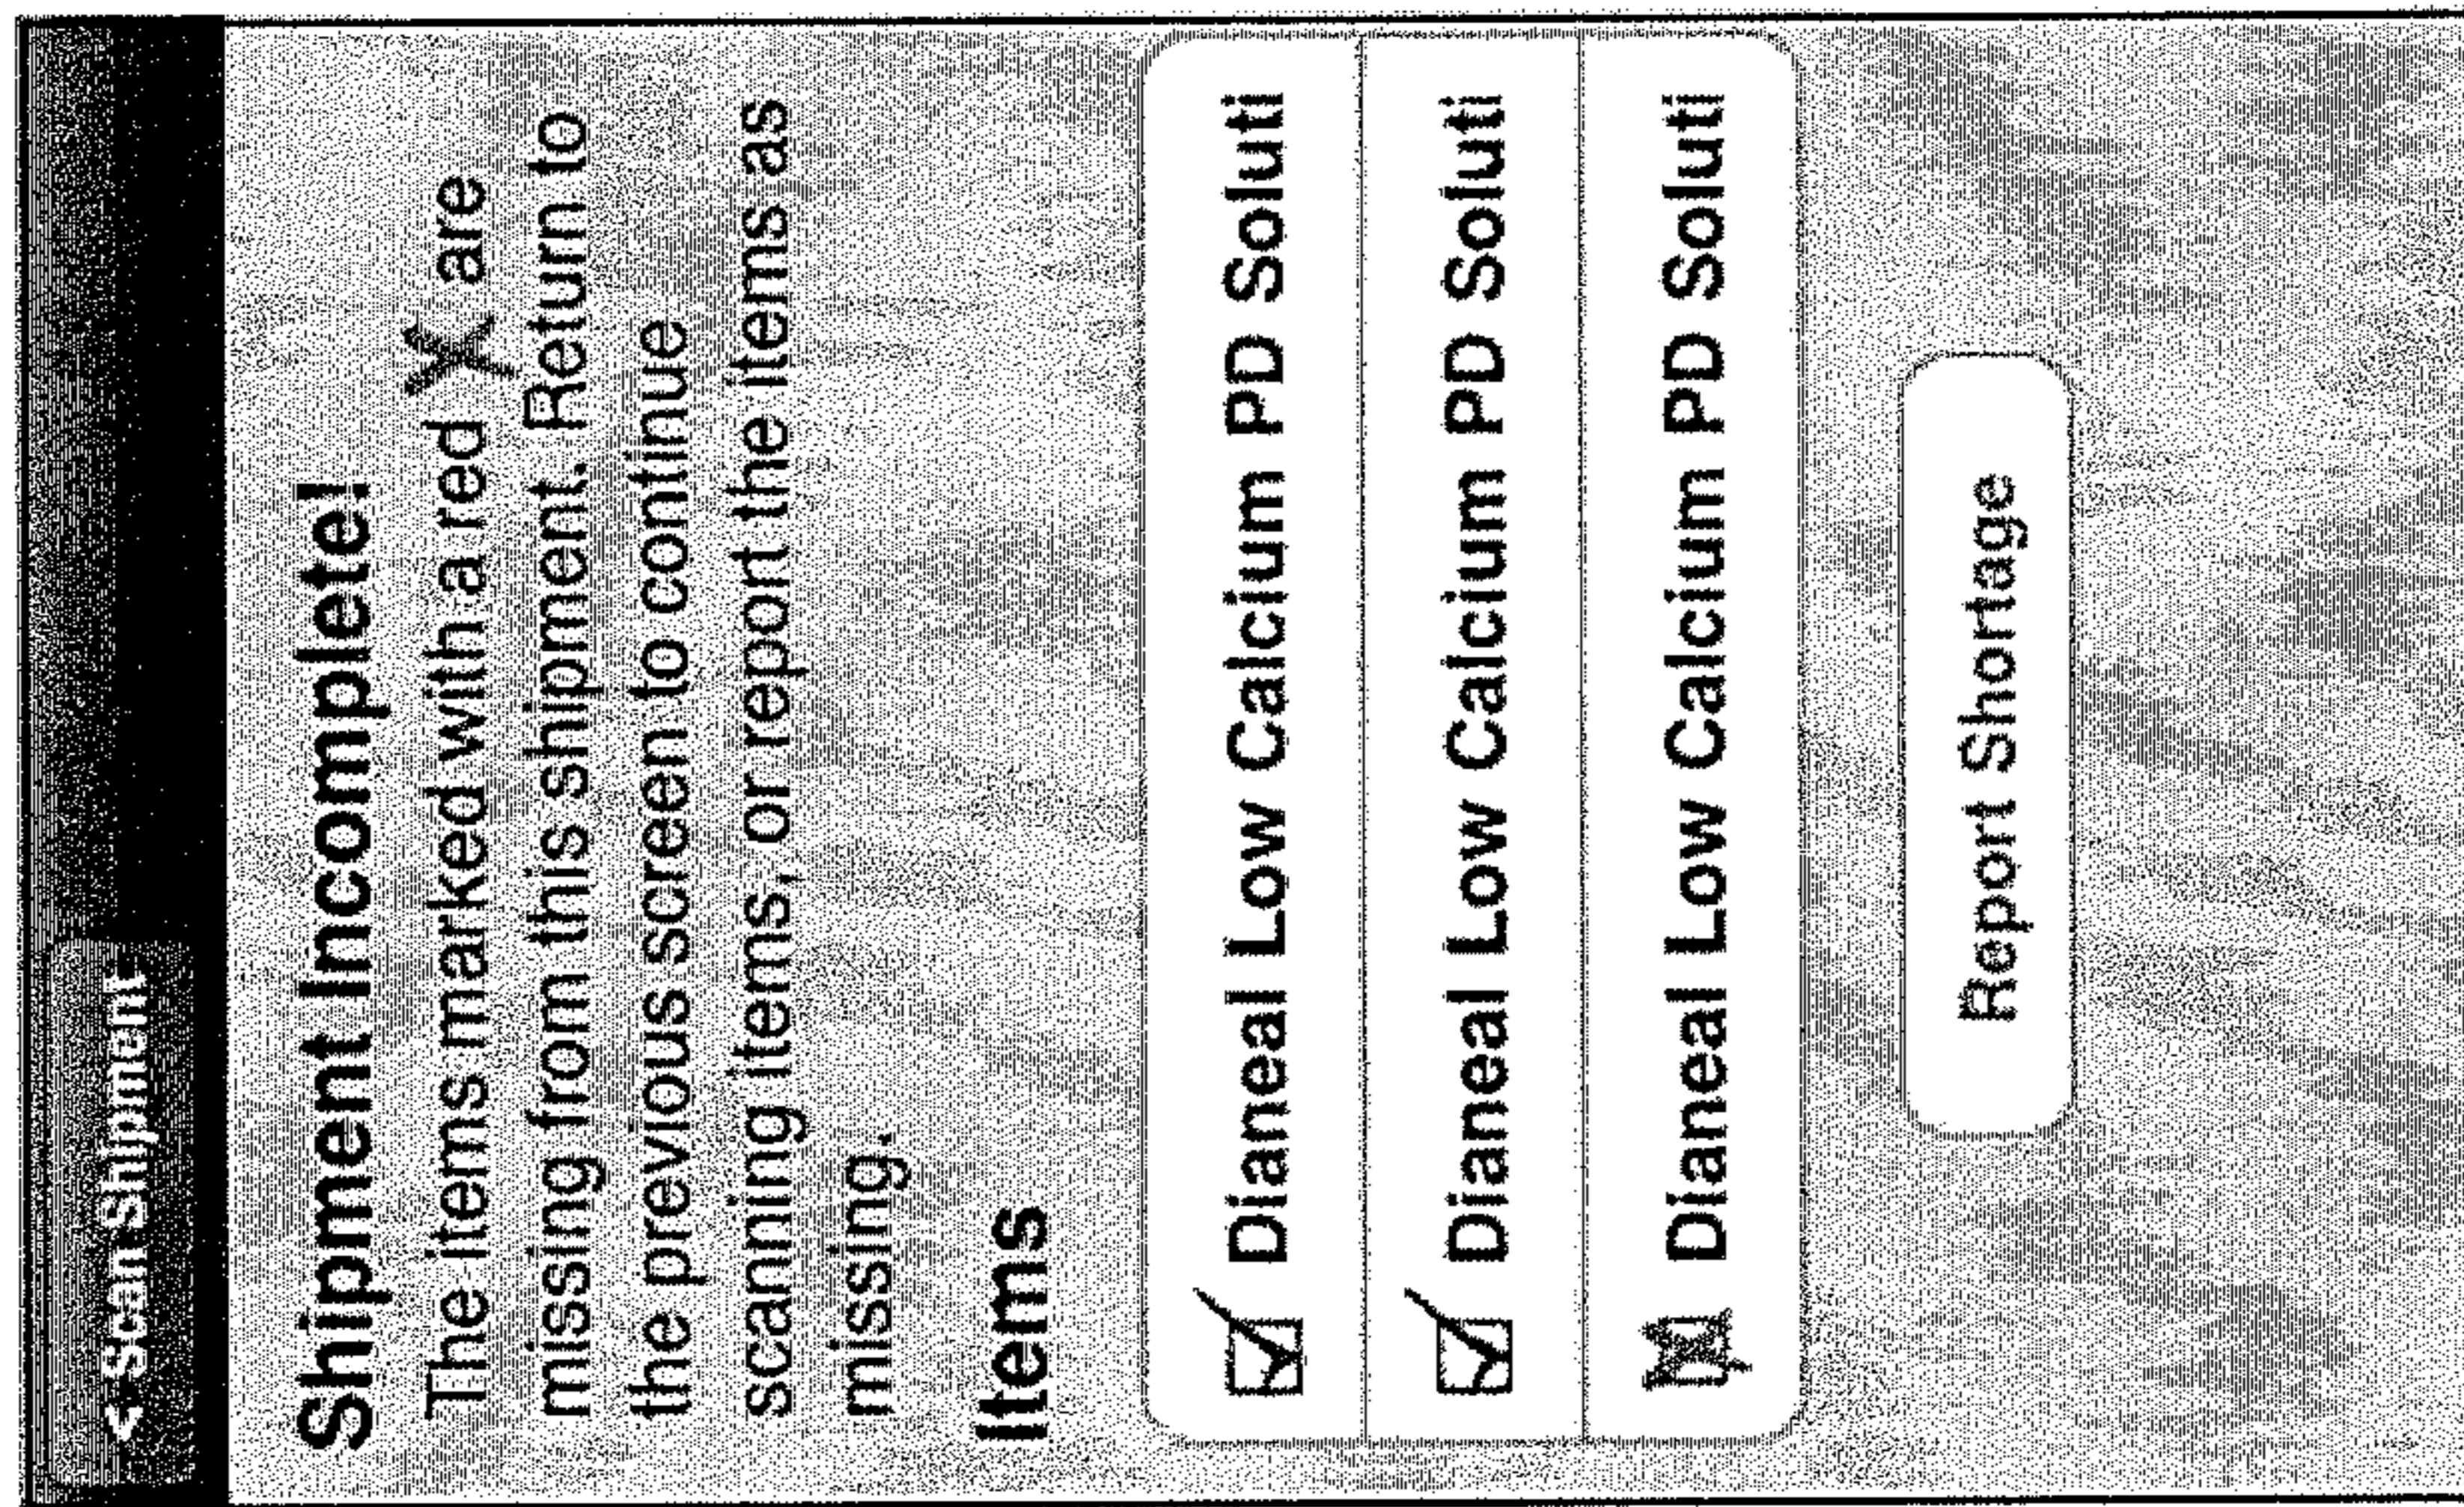 < Scan Shipment
Shipment Incomplete!
The items marked with a red X are
missing from this shipment. Return to
the previous screen to continue
scanning items, or report the items as
missing.
Items
Dianeal Low Calcium PD Soluti
Dianeal Low Calcium PD Soluti
Dianeal Low Calcium PD Soluti
Report Shortage